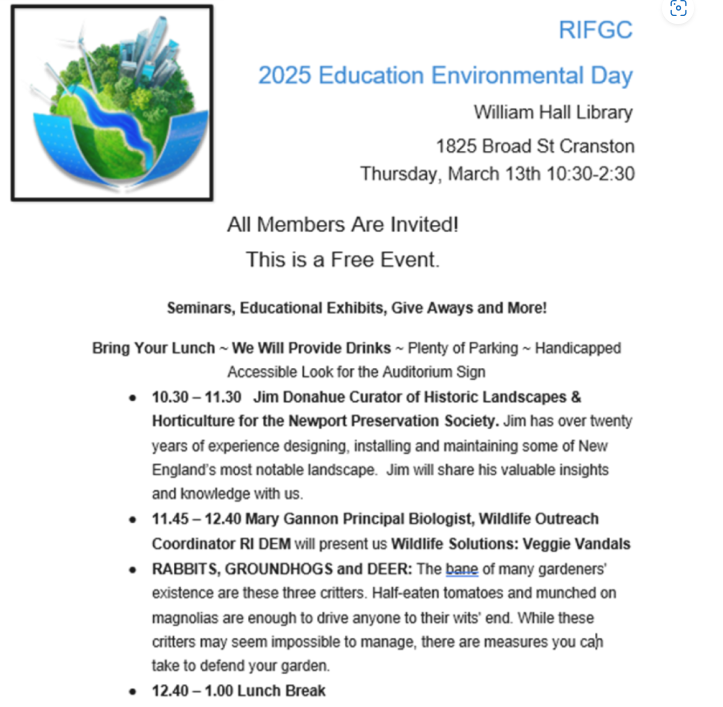 RIFGC
2025 Education Environmental Day
William Hall Library
1825 Broad St Cranston
Thursday, March 13th 10:30-2:30
All Members Are Invited!
This is a Free Event.
Seminars, Educational Exhibits, Give Aways and More!
Bring Your Lunch ~ We Will Provide Drinks ~ Plenty of Parking ~ Handicapped
Accessible Look for the Auditorium Sign
• 10.30 – 11.30 Jim Donahue Curator of Historic Landscapes &
Horticulture for the Newport Preservation Society. Jim has over twenty
years of experience designing, installing and maintaining some of New
England's most notable landscape. Jim will share his valuable insights
and knowledge with us.
• 11.45 – 12.40 Mary Gannon Principal Biologist, Wildlife Outreach
Coordinator RI DEM will present us Wildlife Solutions: Veggie Vandals
• RABBITS, GROUNDHOGS and DEER: The bane of many gardeners'
existence are these three critters. Half-eaten tomatoes and munched on
magnolias are enough to drive anyone to their wits' end. While these
critters may seem impossible to manage, there are measures you can
take to defend your garden.
• 12.40 – 1.00 Lunch Break